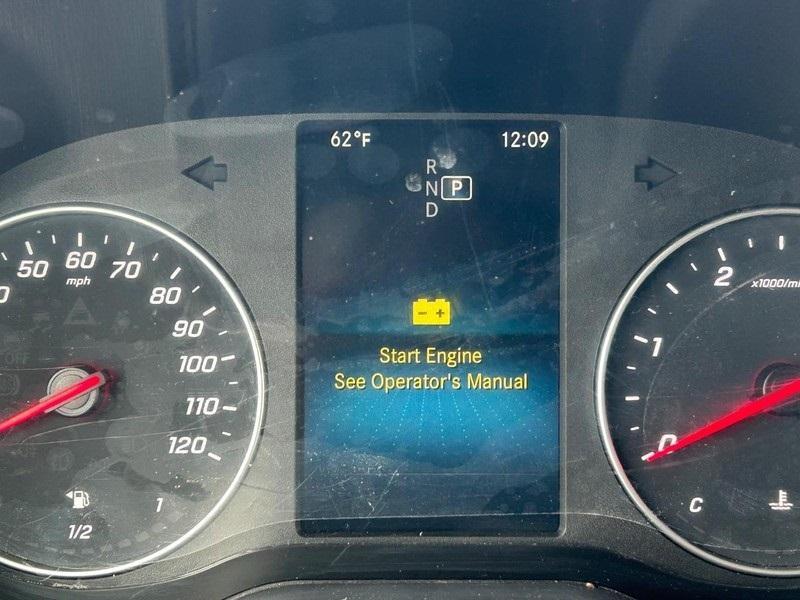 62°F 12:09
R
N P
D
Start Engine
See Operator's Manual
50 60 70
mph
80
90
100
110
120
1/2 1
2
x1000/mi
1
0
C